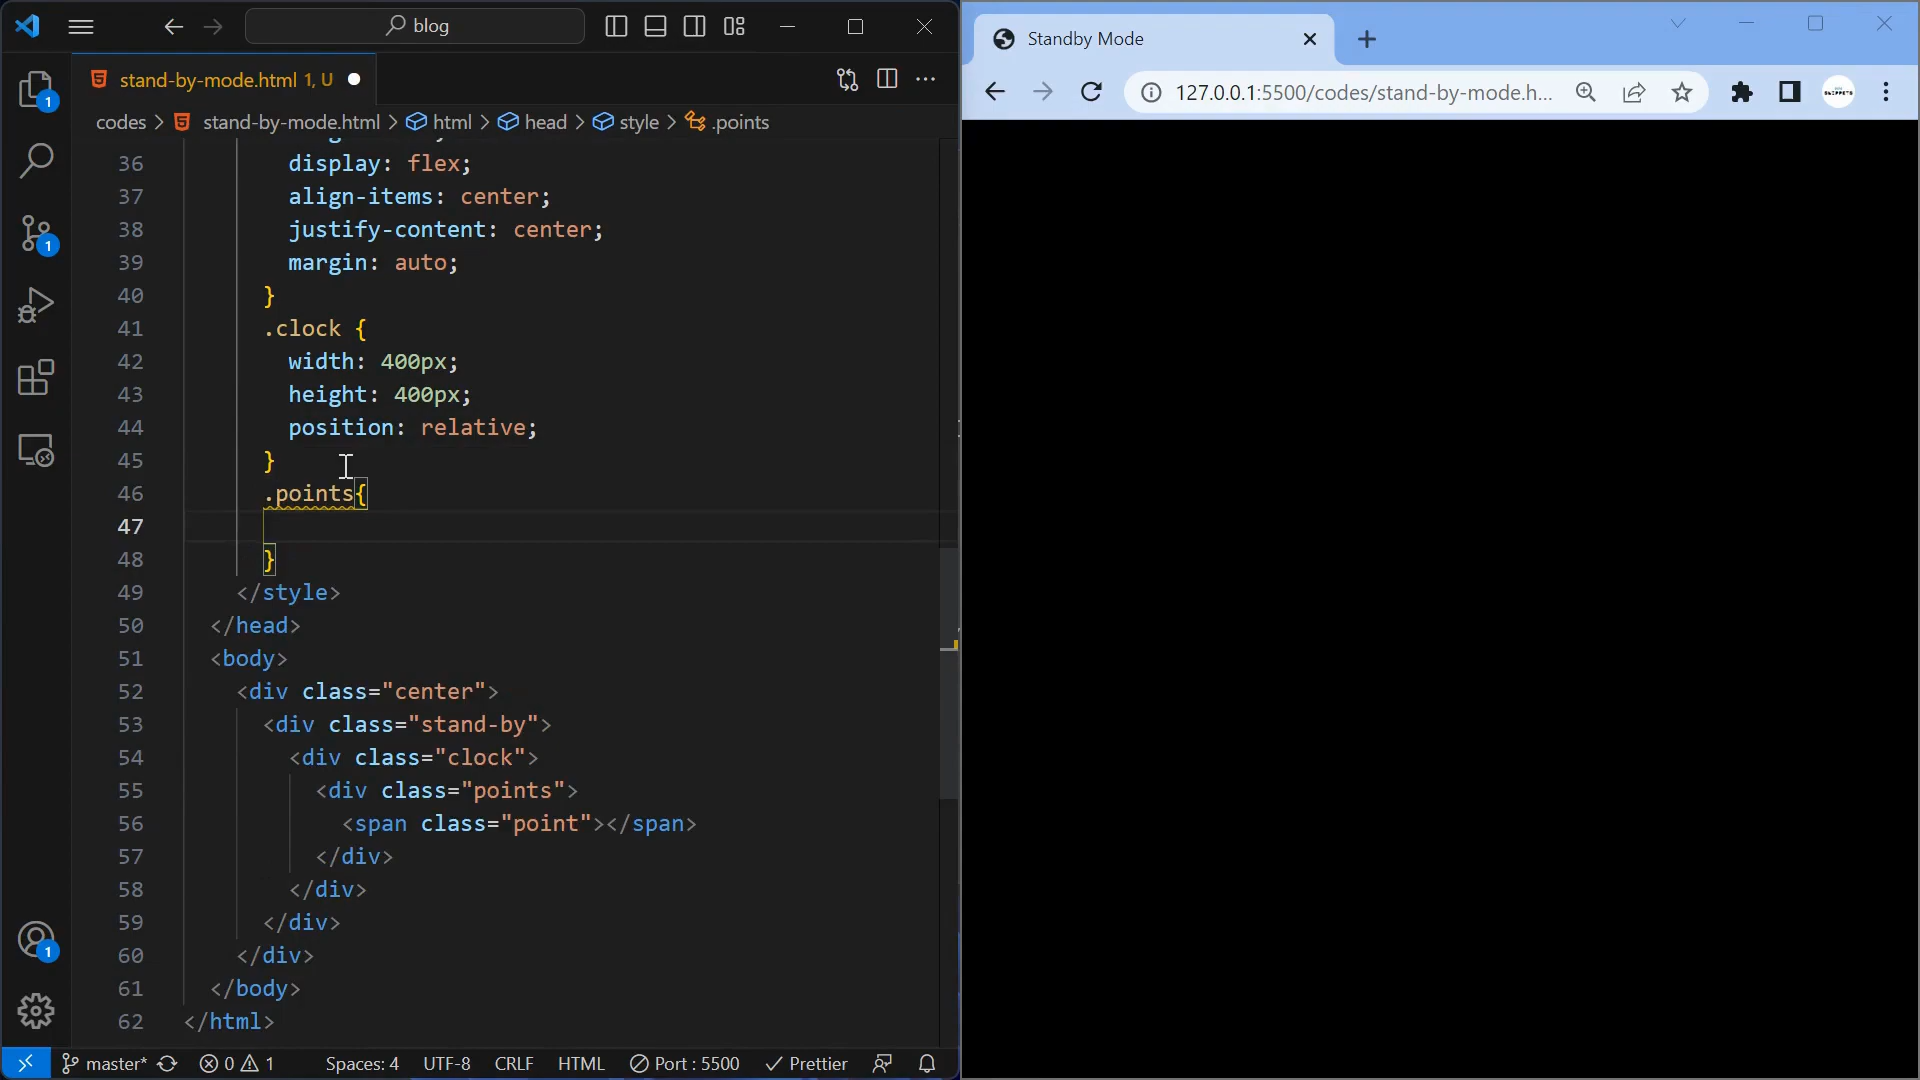 blog
stand-by-mode.html 1, U
codes > stand-by-mode.html > html > head > style > .points
36 display: flex;
37 align-items: center;
38 justify-content: center;
39 margin: auto;
40 }
41 .clock {
42 width: 400px;
43 height: 400px;
44 position: relative;
45 }
46 .points{
47
48 }
49 </style>
50 </head>
51 <body>
52 <div class="center">
53 <div class="stand-by">
54 <div class="clock">
55 <div class="points">
56 <span class="point"></span>
57 </div>
58 </div>
59 </div>
60 </div>
61 </body>
62 </html>
1
1
1
master* 0 1 Spaces: 4 UTF-8 CRLF HTML Port : 5500 Prettier
Standby Mode
127.0.0.1:5500/codes/stand-by-mode.h...